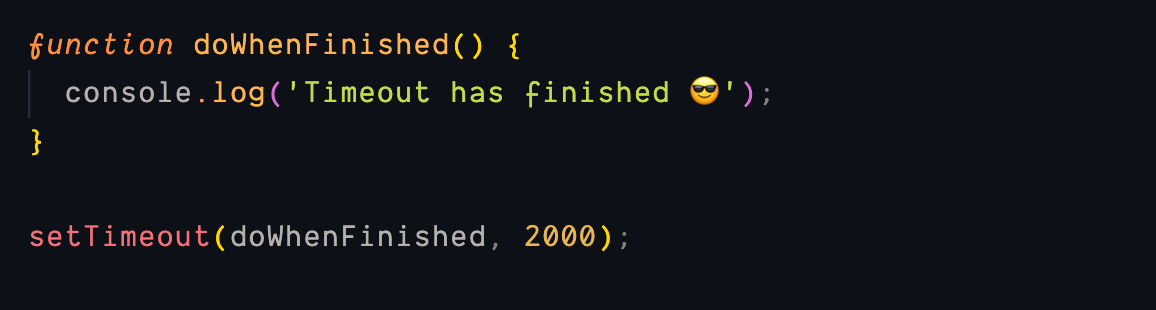 function doWhenFinished() {
  console.log('Timeout has finished 😎');
}
setTimeout(doWhenFinished, 2000);